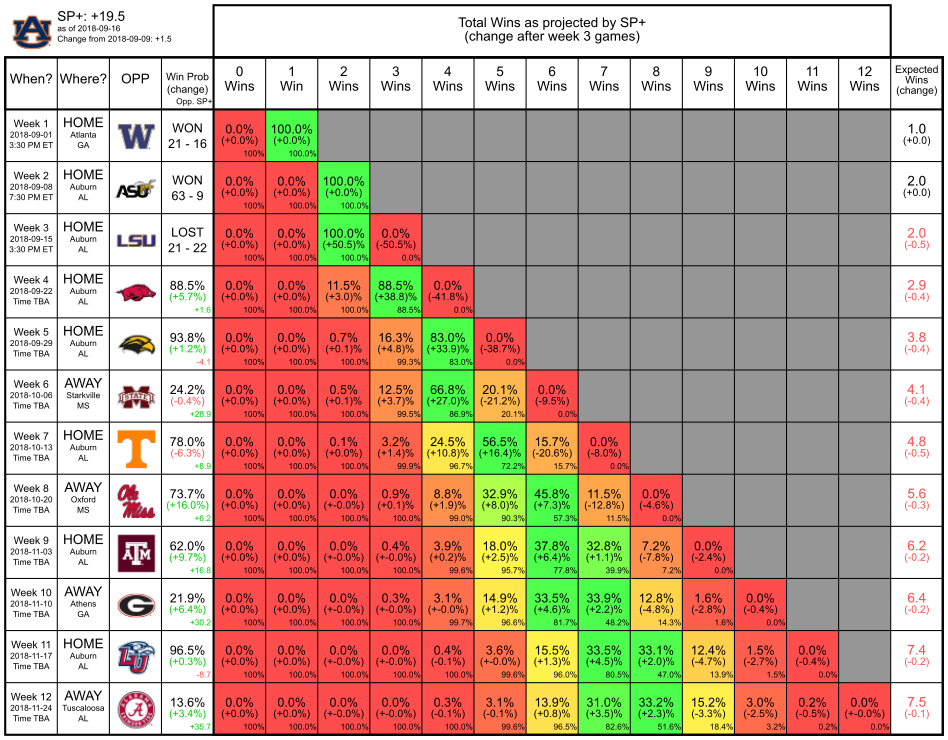 SP+: +19.5
as of 2018-09-16
Change from 2018-09-09: +1.5
Total Wins as projected by SP+
(change after week 3 games)
When? Where? OPP Win Prob (change) Opp. SP+ 0 Wins 1 Win 2 Wins 3 Wins 4 Wins 5 Wins 6 Wins 7 Wins 8 Wins 9 Wins 10 Wins 11 Wins 12 Wins Expected Wins (change)
Week 1 HOME W WON 0.0% 100.0% 1.0
2018-09-01 Atlanta (+0.0%) (+0.0%) (+0.0)
3:30 PM ET GA 21 - 16 100% 100.0%
Week 2 HOME ASU WON 0.0% 0.0% 100.0% 2.0
2018-09-08 Auburn (+0.0%) (+0.0%) (+0.0%) (+0.0)
7:30 PM ET AL 63 - 9 100% 100.0% 100.0%
Week 3 HOME LSU LOST 0.0% 0.0% 100.0% 0.0% 2.0
2018-09-15 Auburn (+0.0%) (+0.0%) (+50.5)% (-50.5% (-0.5)
3:30 PM ET AL 21 - 22 100% 100.0% 100.0% 0.0%
Week 4 HOME 88.5% 0.0% 0.0% 11.5% 88.5% 0.0% 2.9
2018-09-22 Auburn (+5.7%) (+0.0%) (+0.0%) (+3.0)% (+38.8)% (-41.8% (-0.4)
Time TBA AL +1.6 100% 100.0% 100.0% 88.5% 0.0%
Week 5 HOME 93.8% 0.0% 0.0% 0.7% 16.3% 83.0% 0.0% 3.8
2018-09-29 Auburn (+1.2%) (+0.0%) (+0.0%) (+0.1)% (+4.8)% (+33.9)% (-38.7% (-0.4)
Time TBA AL -4.1 100% 100.0% 100.0% 99.3% 83.0% 0.0%
Week 6 AWAY STATE 24.2% 0.0% 0.0% 0.5% 12.5% 66.8% 20.1% 0.0% 4.1
2018-10-06 Starkville (-0.4%) (+0.0%) (+0.0%) (+0.1%) (+3.7%) (+27.0%) (-21.2% (-9.5%) (-0.4)
Time TBA MS +28.9 100% 100.0% 100.0% 99.5% 86.9% 20.1% 0.0%
Week 7 HOME T 78.0% 0.0% 0.0% 0.1% 3.2% 24.5% 56.5% 15.7% 0.0% 4.8
2018-10-13 Auburn (-6.3%) (+0.0%) (+0.0%) (+0.0%) (+1.4%) (+10.8%) (+16.4%) (-20.6% (-8.0%) (-0.5)
Time TBA AL +8.9 100% 100.0% 100.0% 99.9% 96.7% 72.2% 15.7% 0.0%
Week 8 AWAY Ole Miss 73.7% 0.0% 0.0% 0.0% 0.9% 8.8% 32.9% 45.8% 11.5% 0.0% 5.6
2018-10-20 Oxford (+16.0%) (+0.0%) (+0.0%) (-0.0%) (+0.1%) (+1.9%) (+8.0%) (+7.3%) (-12.8% (-4.6%) (-0.3)
Time TBA MS +6.2 100% 100.0% 100.0% 100.0% 99.0% 90.3% 57.3% 11.5% 0.0%
Week 9 HOME ATM 62.0% 0.0% 0.0% 0.0% 0.4% 3.9% 18.0% 37.8% 32.8% 7.2% 0.0% 6.2
2018-11-03 Auburn (+9.7%) (+0.0%) (-0.0%) (-0.0%) (+0.0%) (+0.2%) (+2.5%) (+6.4%) (+1.1%) (-7.8%) (-2.4%) (-0.2)
Time TBA AL +16.8 100% 100.0% 100.0% 100.0% 99.6% 95.7% 77.8% 39.9% 7.2% 0.0%
Week 10 AWAY G 21.9% 0.0% 0.0% 0.0% 0.3% 3.1% 14.9% 33.5% 33.9% 12.8% 1.6% 0.0% 6.4
2018-11-10 Athens (+6.4%) (+0.0%) (-0.0%) (-0.0%) (-0.0%) (-0.0%) (+1.2%) (+4.6%) (+2.2%) (-4.8%) (-2.8%) (-0.4%) (-0.2)
Time TBA GA +30.2 100% 100.0% 100.0% 100.0% 99.7% 96.6% 81.7% 48.2% 14.3% 1.6% 0.0%
Week 11 HOME LU 96.5% 0.0% 0.0% 0.0% 0.0% 0.4% 3.6% 15.5% 33.5% 33.1% 12.4% 1.5% 0.0% 7.4
2018-11-17 Auburn (+0.3%) (+0.0%) (+0.0%) (-0.0%) (-0.0%) (-0.1%) (-0.0%) (+1.3%) (+4.5%) (+2.0%) (-4.7%) (-2.7%) (-0.4%) (-0.2)
Time TBA AL -8.7 100% 100.0% 100.0% 100.0% 100.0% 99.6% 96.0% 80.5% 47.0% 13.9% 1.5% 0.0%
Week 12 AWAY A 13.6% 0.0% 0.0% 0.0% 0.0% 0.3% 3.1% 13.9% 31.0% 33.2% 15.2% 3.0% 0.2% 0.0% 7.5
2018-11-24 Tuscaloosa (+3.4%) (+0.0%) (+0.0%) (-0.0%) (-0.0%) (-0.1%) (-0.1%) (+0.8%) (+3.5%) (+2.3%) (-3.3%) (-2.5%) (-0.5%) (-0.0%) (-0.1)
Time TBA AL +35.7 100% 100.0% 100.0% 100.0% 100.0% 99.6% 96.5% 82.6% 51.6% 18.4% 3.2% 0.2% 0.0%